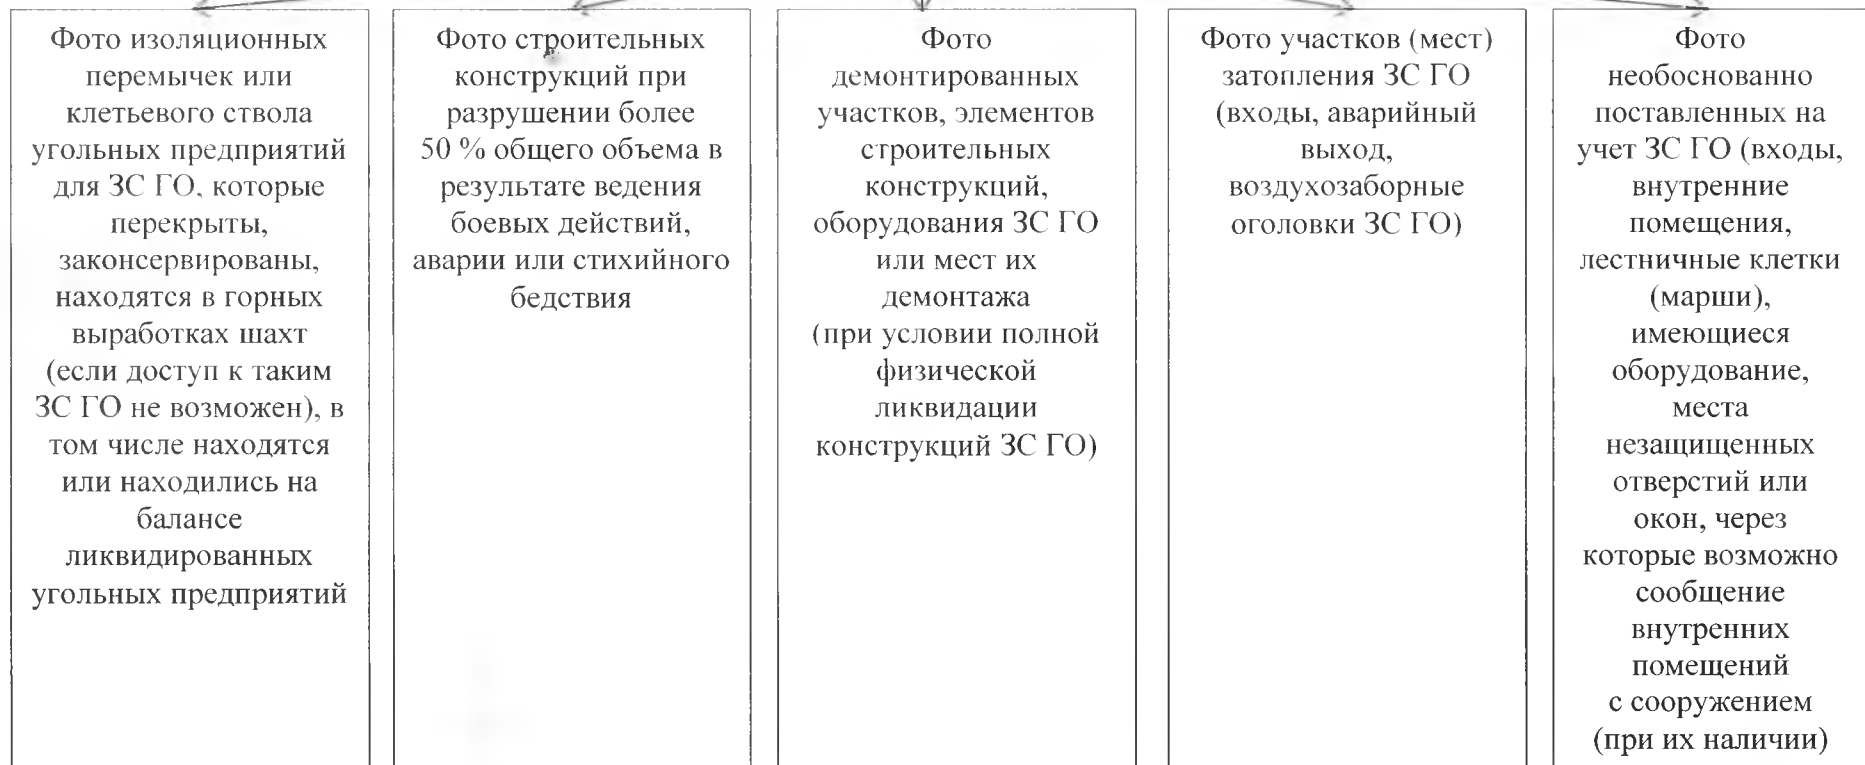 Фото изоляционных
перемычек или
клетьевого ствола
угольных предприятий
для ЗС ГО, которые
перекрыты,
законсервированы,
находятся в горных
выработках шахт
(если доступ к таким
ЗС ГО не возможен), в
том числе находятся
или находились на
балансе
ликвидированных
угольных предприятий
Фото строительных
конструкций при
разрушении более
50 % общего объема в
результате ведения
боевых действий,
аварии или стихийного
бедствия
Фото
демонтированных
участков, элементов
строительных
конструкций,
оборудования ЗС ГО
или мест их
демонтажа
(при условии полной
физической
ликвидации
конструкций ЗС ГО)
Фото участков (мест)
затопления ЗС ГО
(входы, аварийный
выход,
воздухозаборные
оголовки ЗС ГО)
Фото
необоснованно
поставленных на
учет ЗС ГО (входы,
внутренние
помещения,
лестничные клетки
(марши),
имеющиеся
оборудование,
места
незащищенных
отверстий или
окон, через
которые возможно
сообщение
внутренних
помещений
с сооружением
(при их наличии)